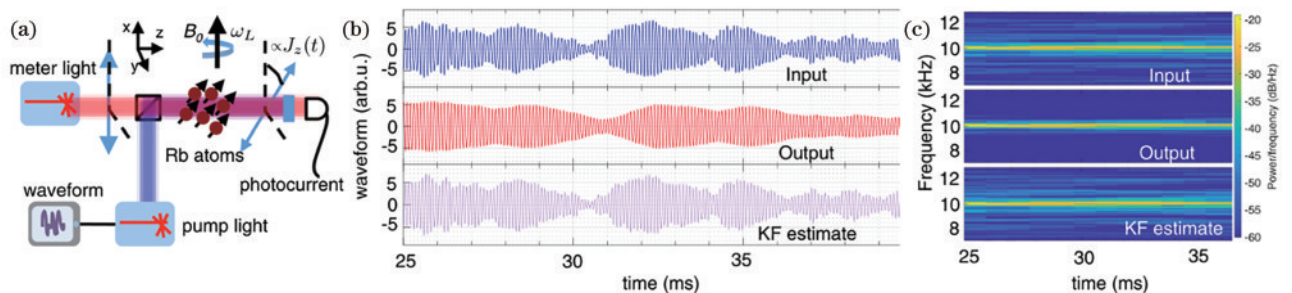 (a)
x
z
y
B₀
ω_L
∝J_z(t)
meter light
Rb atoms
photocurrent
waveform
pump light
(b)
waveform (arb.u.)
5
0
-5
Input
5
0
-5
Output
5
0
-5
KF estimate
25 30 35
time (ms)
(c)
Frequency (kHz)
12
10
8
Input
12
10
8
Output
12
10
8
KF estimate
25 30 35
time (ms)
-20
-25
-30
-35
-40
-45
-50
-55
-60
Power/frequency (dB/Hz)